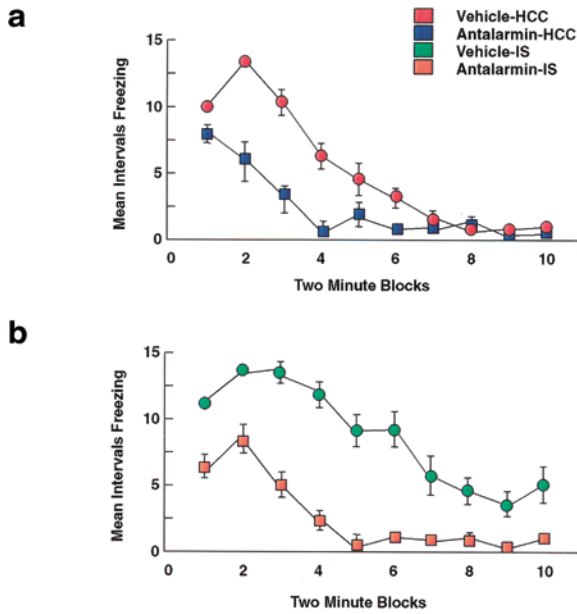 a
Vehicle-HCC
Antalarmin-HCC
Vehicle-IS
Antalarmin-IS
15
10
5
0
Mean Intervals Freezing
0 2 4 6 8 10
Two Minute Blocks
b
15
10
5
0
Mean Intervals Freezing
0 2 4 6 8 10
Two Minute Blocks